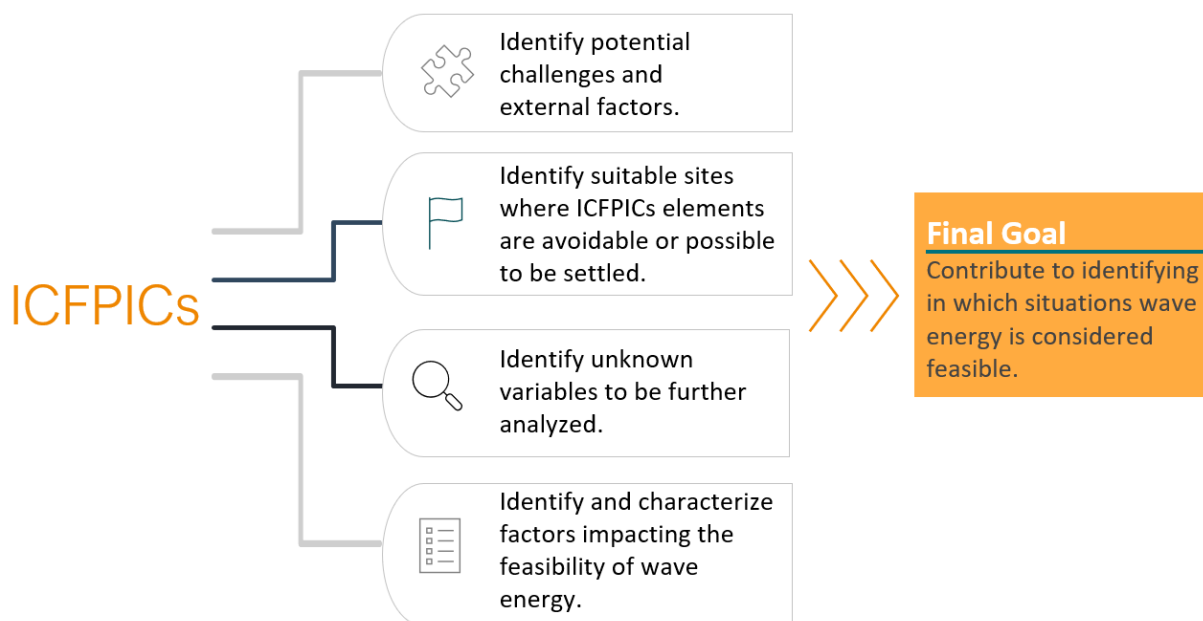 ICFPICs
Identify potential
challenges and
external factors.
Identify suitable sites
where ICFPICs elements
are avoidable or possible
to be settled.
Identify unknown
variables to be further
analyzed.
Identify and characterize
factors impacting the
feasibility of wave
energy.
Final Goal
Contribute to identifying
in which situations wave
energy is considered
feasible.